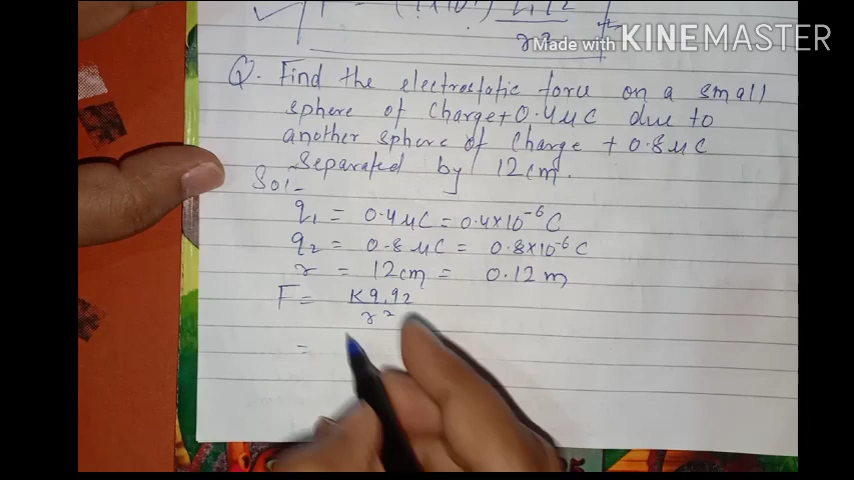 r²
Made with KINEMASTER
Q. Find the electrostatic force on a small
sphere of charge +0.4 μC due to
another sphere of charge +0.8 μC
separated by 12 cm.
Sol-
q₁ = 0.4 μC = 0.4×10⁻⁶ C
q₂ = 0.8 μC = 0.8×10⁻⁶ C
r = 12 cm = 0.12 m
F = Kq₁q₂
r²
=